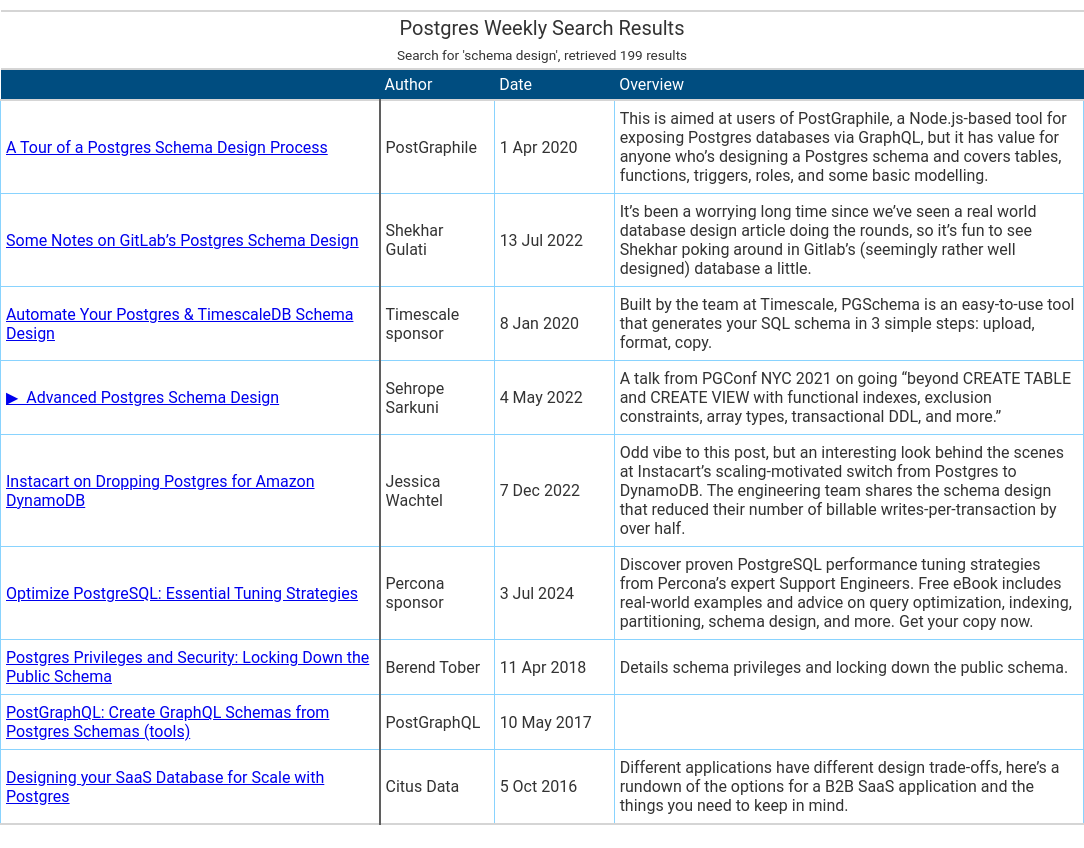 Postgres Weekly Search Results
Search for 'schema design', retrieved 199 results
Author Date Overview
A Tour of a Postgres Schema Design Process
PostGraphile
1 Apr 2020
This is aimed at users of PostGraphile, a Node.js-based tool for
exposing Postgres databases via GraphQL, but it has value for
anyone who’s designing a Postgres schema and covers tables,
functions, triggers, roles, and some basic modelling.
Some Notes on GitLab’s Postgres Schema Design
Shekhar
Gulati
13 Jul 2022
It’s been a worrying long time since we’ve seen a real world
database design article doing the rounds, so it’s fun to see
Shekhar poking around in Gitlab’s (seemingly rather well
designed) database a little.
Automate Your Postgres & TimescaleDB Schema
Design
Timescale
sponsor
8 Jan 2020
Built by the team at Timescale, PGSchema is an easy-to-use tool
that generates your SQL schema in 3 simple steps: upload,
format, copy.
▶ Advanced Postgres Schema Design
Sehrope
Sarkuni
4 May 2022
A talk from PGConf NYC 2021 on going “beyond CREATE TABLE
and CREATE VIEW with functional indexes, exclusion
constraints, array types, transactional DDL, and more.”
Instacart on Dropping Postgres for Amazon
DynamoDB
Jessica
Wachtel
7 Dec 2022
Odd vibe to this post, but an interesting look behind the scenes
at Instacart’s scaling-motivated switch from Postgres to
DynamoDB. The engineering team shares the schema design
that reduced their number of billable writes-per-transaction by
over half.
Optimize PostgreSQL: Essential Tuning Strategies
Percona
sponsor
3 Jul 2024
Discover proven PostgreSQL performance tuning strategies
from Percona’s expert Support Engineers. Free eBook includes
real-world examples and advice on query optimization, indexing,
partitioning, schema design, and more. Get your copy now.
Postgres Privileges and Security: Locking Down the
Public Schema
Berend Tober
11 Apr 2018
Details schema privileges and locking down the public schema.
PostGraphQL: Create GraphQL Schemas from
Postgres Schemas (tools)
PostGraphQL
10 May 2017
Designing your SaaS Database for Scale with
Postgres
Citus Data
5 Oct 2016
Different applications have different design trade-offs, here’s a
rundown of the options for a B2B SaaS application and the
things you need to keep in mind.